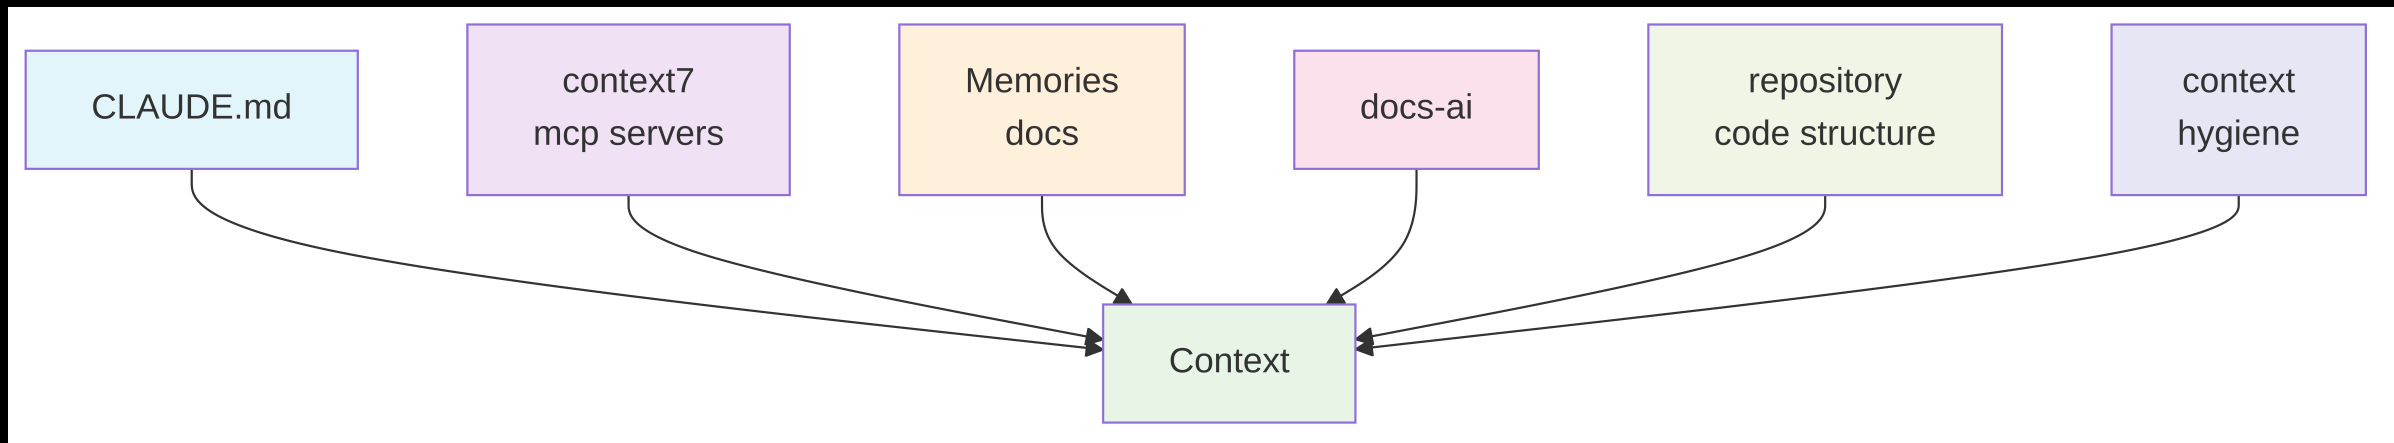 CLAUDE.md
context7
mcp servers
Memories
docs
docs-ai
repository
code structure
context
hygiene
Context